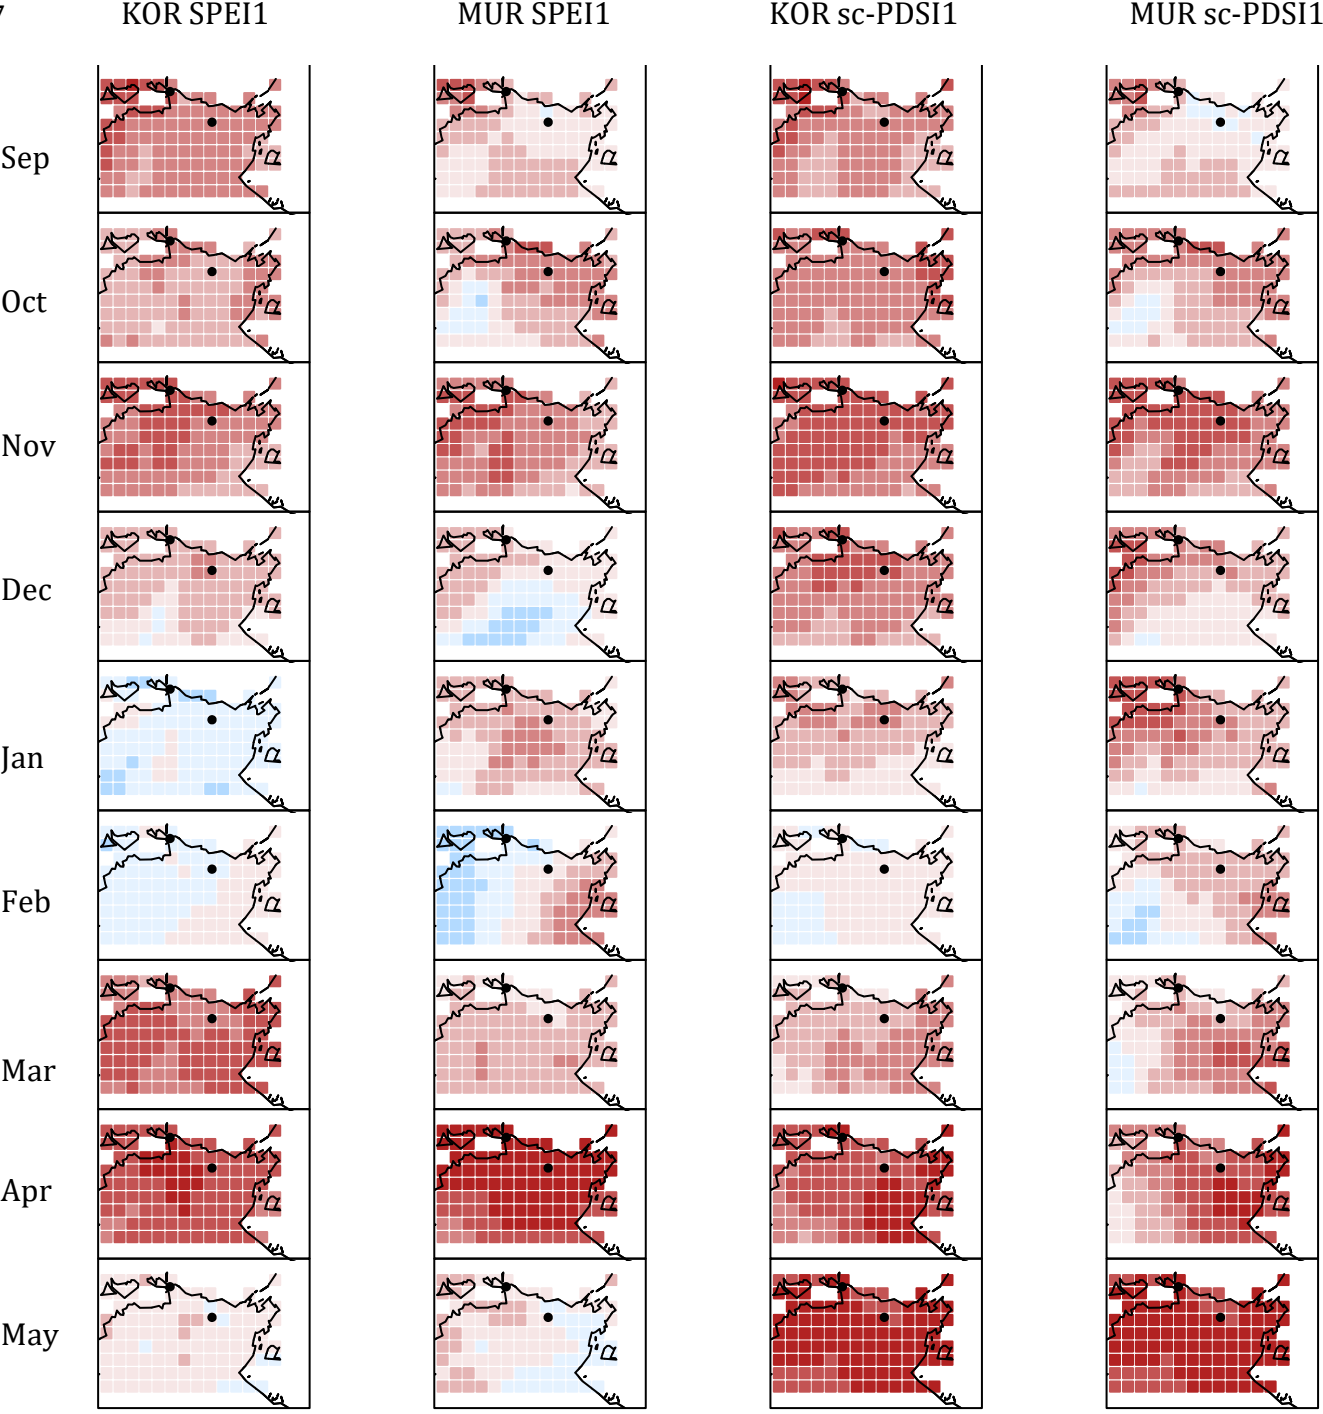 7 KOR SPEI1 MUR SPEI1 KOR sc-PDSI1 MUR sc-PDSI1
Sep
Oct
Nov
Dec
Jan
Feb
Mar
Apr
May